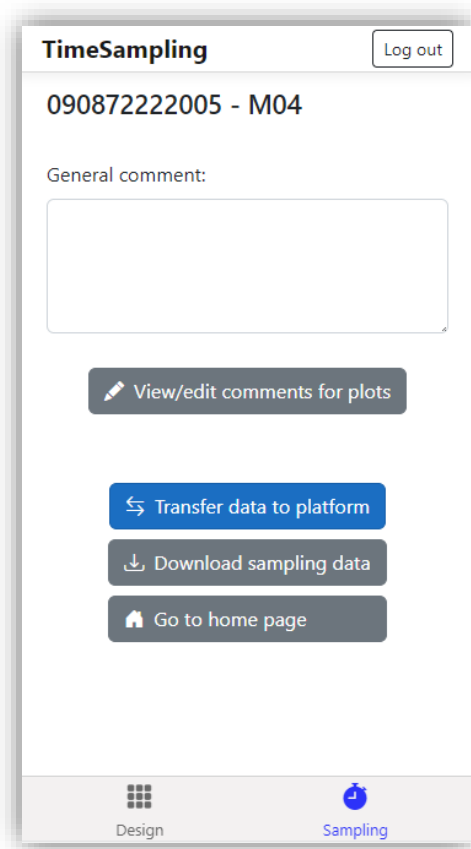 TimeSampling Log out
090872222005 - M04
General comment:
View/edit comments for plots
Transfer data to platform
Download sampling data
Go to home page
Design Sampling